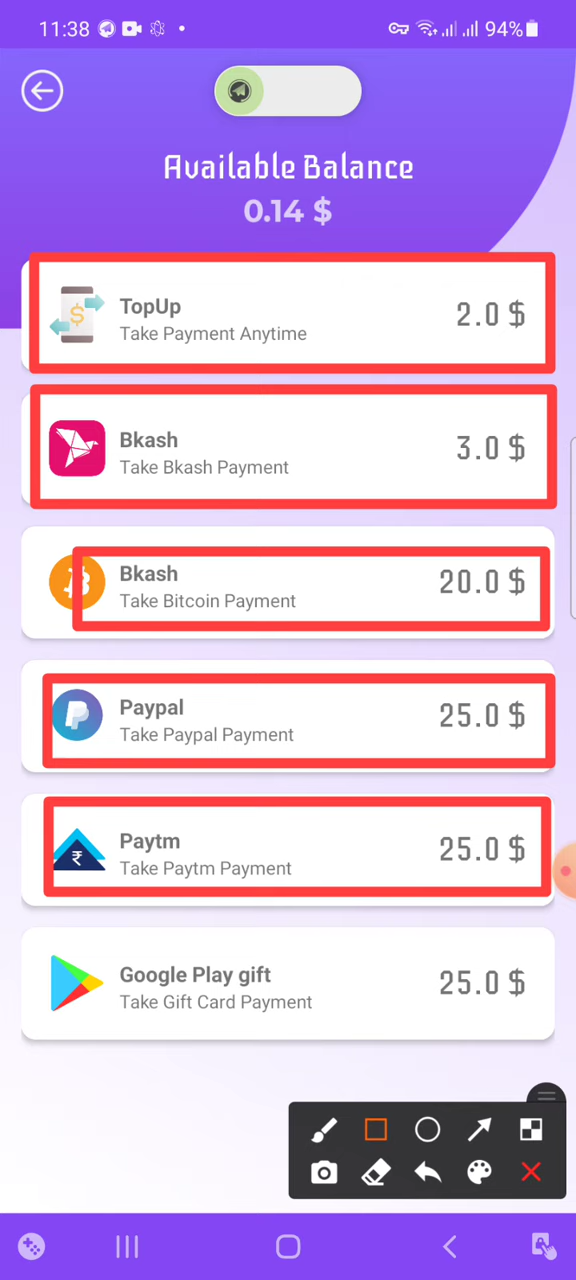 11:38
94%
Available Balance
0.14 $
TopUp
Take Payment Anytime
2.0 $
Bkash
Take Bkash Payment
3.0 $
Bkash
Take Bitcoin Payment
20.0 $
Paypal
Take Paypal Payment
25.0 $
Paytm
Take Paytm Payment
25.0 $
Google Play gift
Take Gift Card Payment
25.0 $